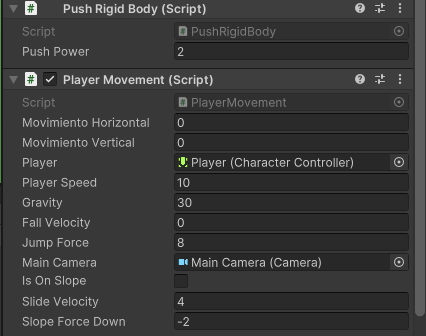 # Push Rigid Body (Script)
Script # PushRigidBody
Push Power 2
# Player Movement (Script)
Script # PlayerMovement
Movimiento Horizontal 0
Movimiento Vertical 0
Player Player (Character Controller)
Player Speed 10
Gravity 30
Fall Velocity 0
Jump Force 8
Main Camera Main Camera (Camera)
Is On Slope
Slide Velocity 4
Slope Force Down -2